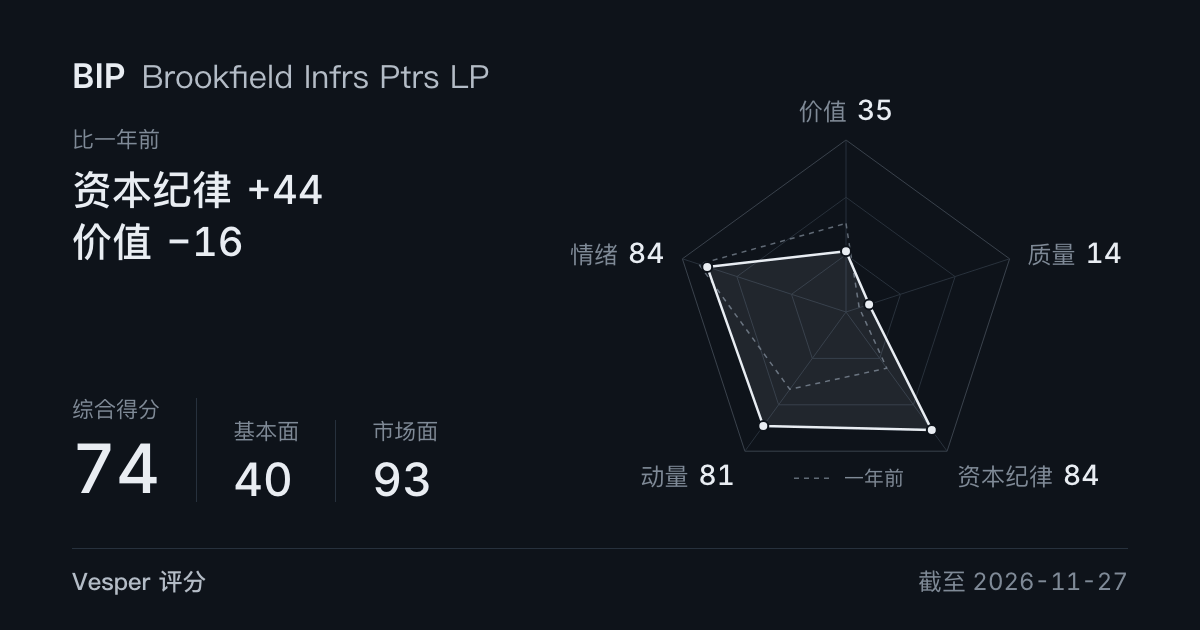 BIP Brookfield Infrs Ptrs LP
比一年前
资本纪律 +44
价值 −16
综合得分
74
基本面
40
市场面
93
价值 35
情绪 84
质量 14
动量 81
一年前
资本纪律 84
Vesper 评分
截至 2026-11-27